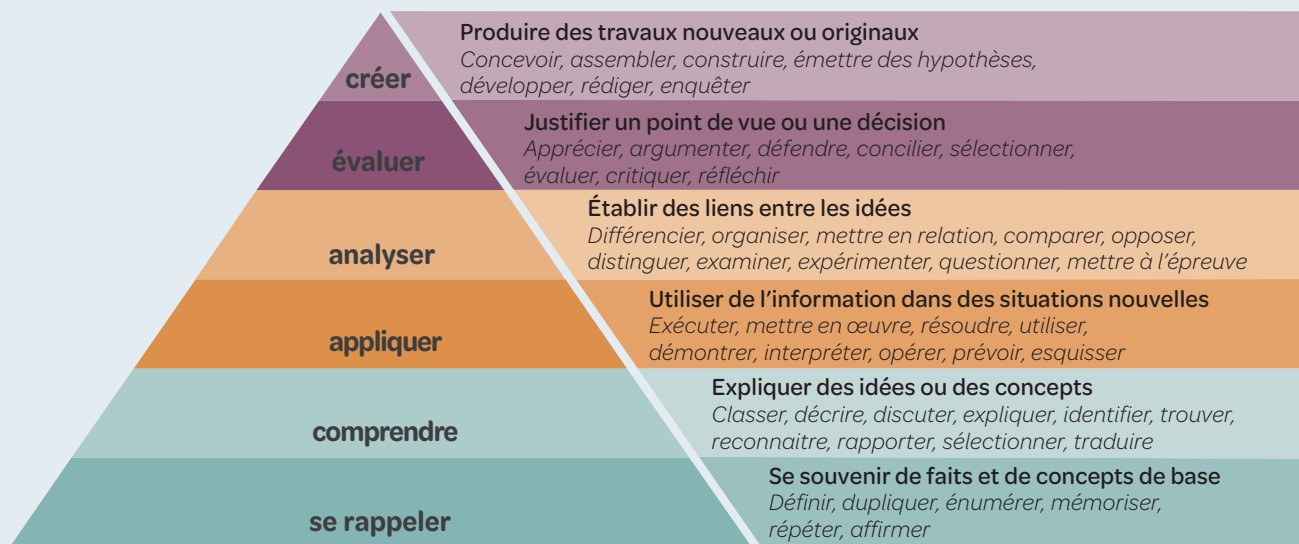 créer
Produire des travaux nouveaux ou originaux
Concevoir, assembler, construire, émettre des hypothèses,
développer, rédiger, enquêter
évaluer
Justifier un point de vue ou une décision
Apprécier, argumenter, défendre, concilier, sélectionner,
évaluer, critiquer, réfléchir
analyser
Établir des liens entre les idées
Différencier, organiser, mettre en relation, comparer, opposer,
distinguer, examiner, expérimenter, questionner, mettre à l’épreuve
appliquer
Utiliser de l’information dans des situations nouvelles
Exécuter, mettre en œuvre, résoudre, utiliser,
démontrer, interpréter, opérer, prévoir, esquisser
comprendre
Expliquer des idées ou des concepts
Classer, décrire, discuter, expliquer, identifier, trouver,
reconnaitre, rapporter, sélectionner, traduire
se rappeler
Se souvenir de faits et de concepts de base
Définir, dupliquer, énumérer, mémoriser,
répéter, affirmer